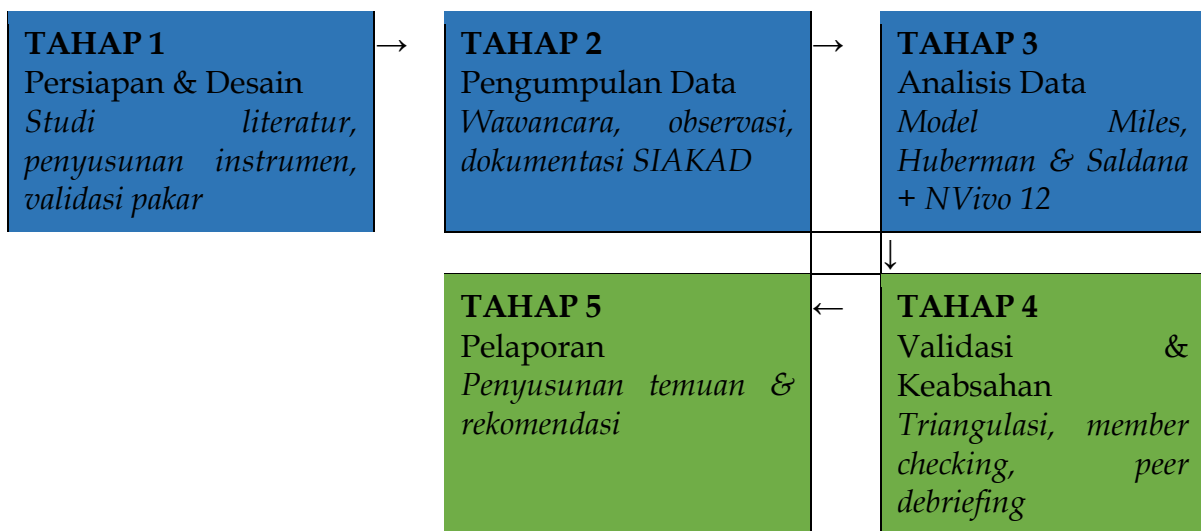 TAHAP 1
Persiapan & Desain
Studi literatur,
penyusunan instrumen,
validasi pakar
→
TAHAP 2
Pengumpulan Data
Wawancara, observasi,
dokumentasi SIAKAD
→
TAHAP 3
Analisis Data
Model Miles,
Huberman & Saldana
+ NVivo 12
↓
TAHAP 5
Pelaporan
Penyusunan temuan &
rekomendasi
←
TAHAP 4
Validasi &
Keabsahan
Triangulasi, member
checking, peer
debriefing